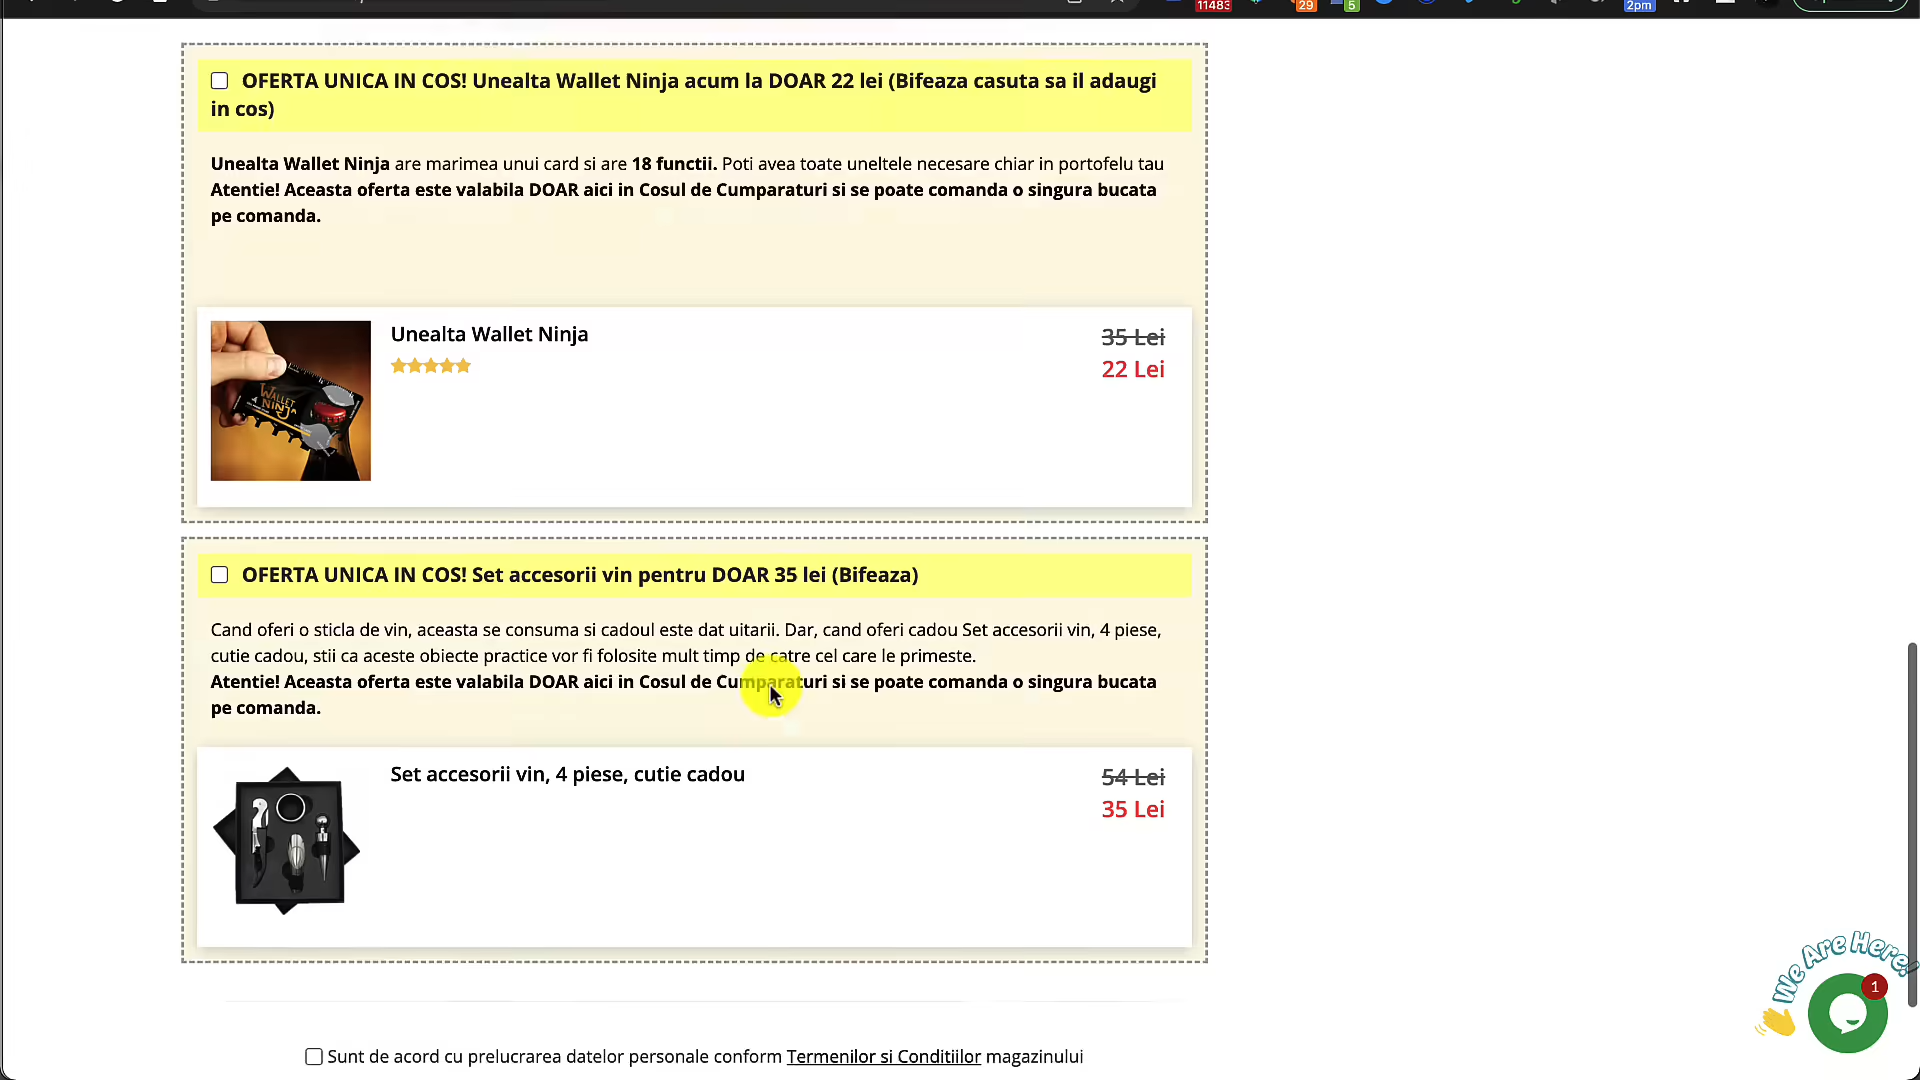 11483
29
5
2pm
OFERTA UNICA IN COS! Unealta Wallet Ninja acum la DOAR 22 lei (Bifeaza casuta sa il adaugi
in cos)
Unealta Wallet Ninja are marimea unui card si are 18 functii. Poti avea toate uneltele necesare chiar in portofelu tau
Atentie! Aceasta oferta este valabila DOAR aici in Cosul de Cumparaturi si se poate comanda o singura bucata
pe comanda.
WALLET
NINJA
Unealta Wallet Ninja
35 Lei
22 Lei
OFERTA UNICA IN COS! Set accesorii vin pentru DOAR 35 lei (Bifeaza)
Cand oferi o sticla de vin, aceasta se consuma si cadoul este dat uitarii. Dar, cand oferi cadou Set accesorii vin, 4 piese,
cutie cadou, stii ca aceste obiecte practice vor fi folosite mult timp de catre cel care le primeste.
Atentie! Aceasta oferta este valabila DOAR aici in Cosul de Cumparaturi si se poate comanda o singura bucata
pe comanda.
Set accesorii vin, 4 piese, cutie cadou
54 Lei
35 Lei
We Are Here!
1
Sunt de acord cu prelucrarea datelor personale conform Termenilor si Conditiilor magazinului